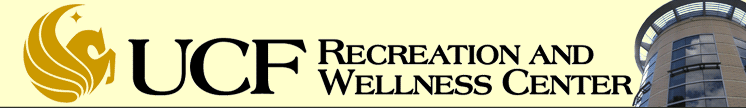 UCF RECREATION AND
WELLNESS CENTER